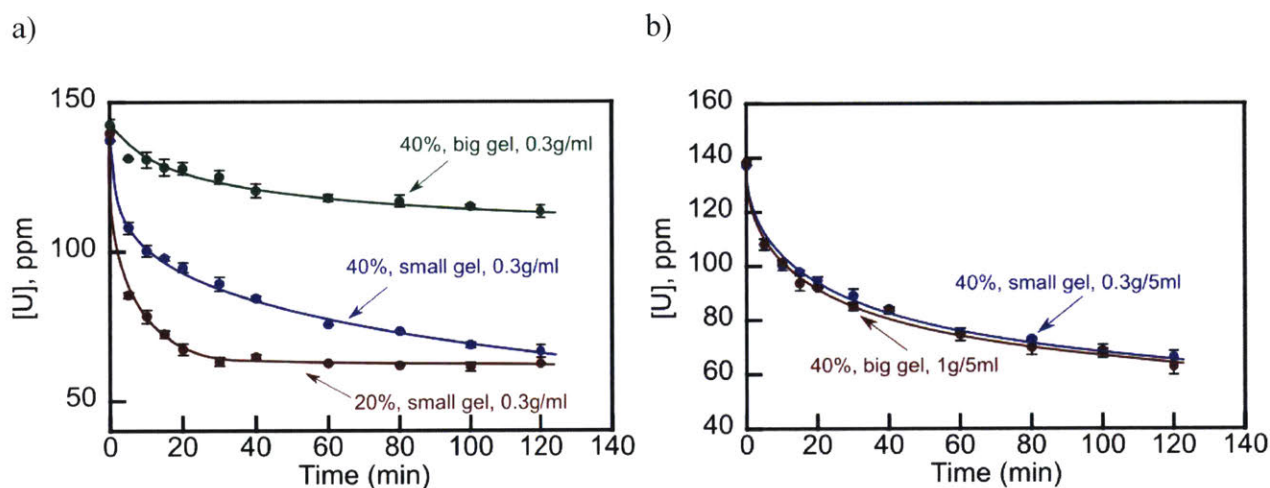 a)
150
100
50
[U], ppm
40%, big gel, 0.3g/ml
40%, small gel, 0.3g/ml
20%, small gel, 0.3g/ml
0 20 40 60 80 100 120 140
Time (min)
b)
160
140
120
100
80
60
40
[U], ppm
40%, small gel, 0.3g/5ml
40%, big gel, 1g/5ml
0 20 40 60 80 100 120 140
Time (min)